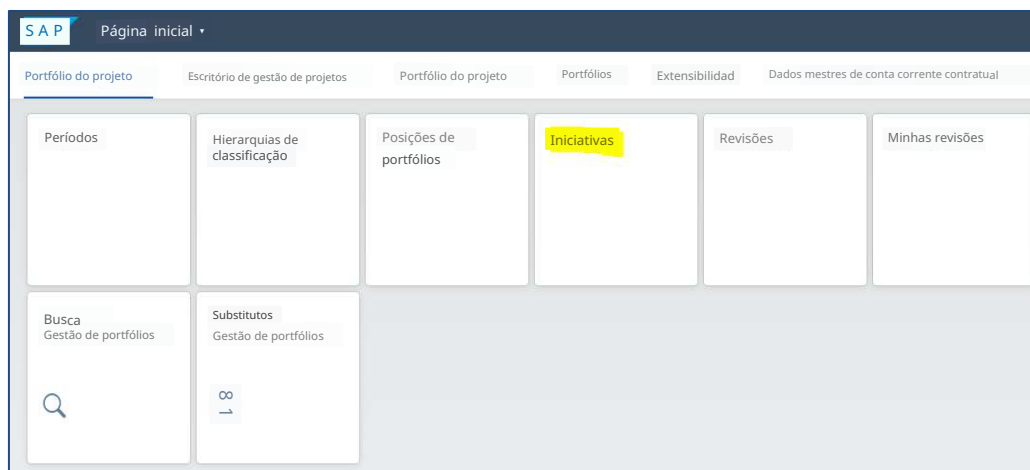 SAP
Página inicial
Portfólio do projeto
Escritório de gestão de projetos
Portfólio do projeto
Portfólios
Extensibilidad
Dados mestres de conta corrente contratual
Períodos
Hierarquias de
classificação
Posições de
portfólios
Iniciativas
Revisões
Minhas revisões
Busca
Gestão de portfólios
Substitutos
Gestão de portfólios
81